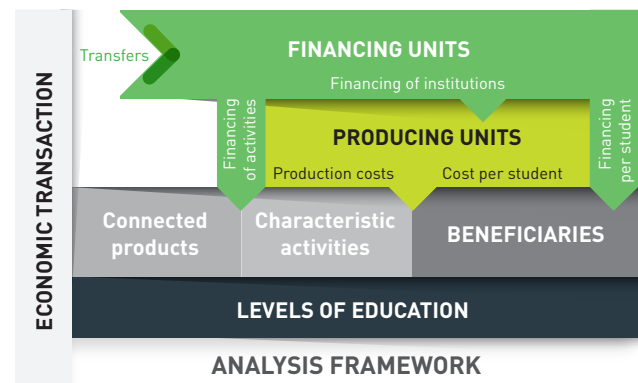 ECONOMIC TRANSACTION
Transfers
FINANCING UNITS
Financing of institutions
Financing
of activities
PRODUCING UNITS
Production costs
Cost per student
Financing
per student
Connected
products
Characteristic
activities
BENEFICIARIES
LEVELS OF EDUCATION
ANALYSIS FRAMEWORK